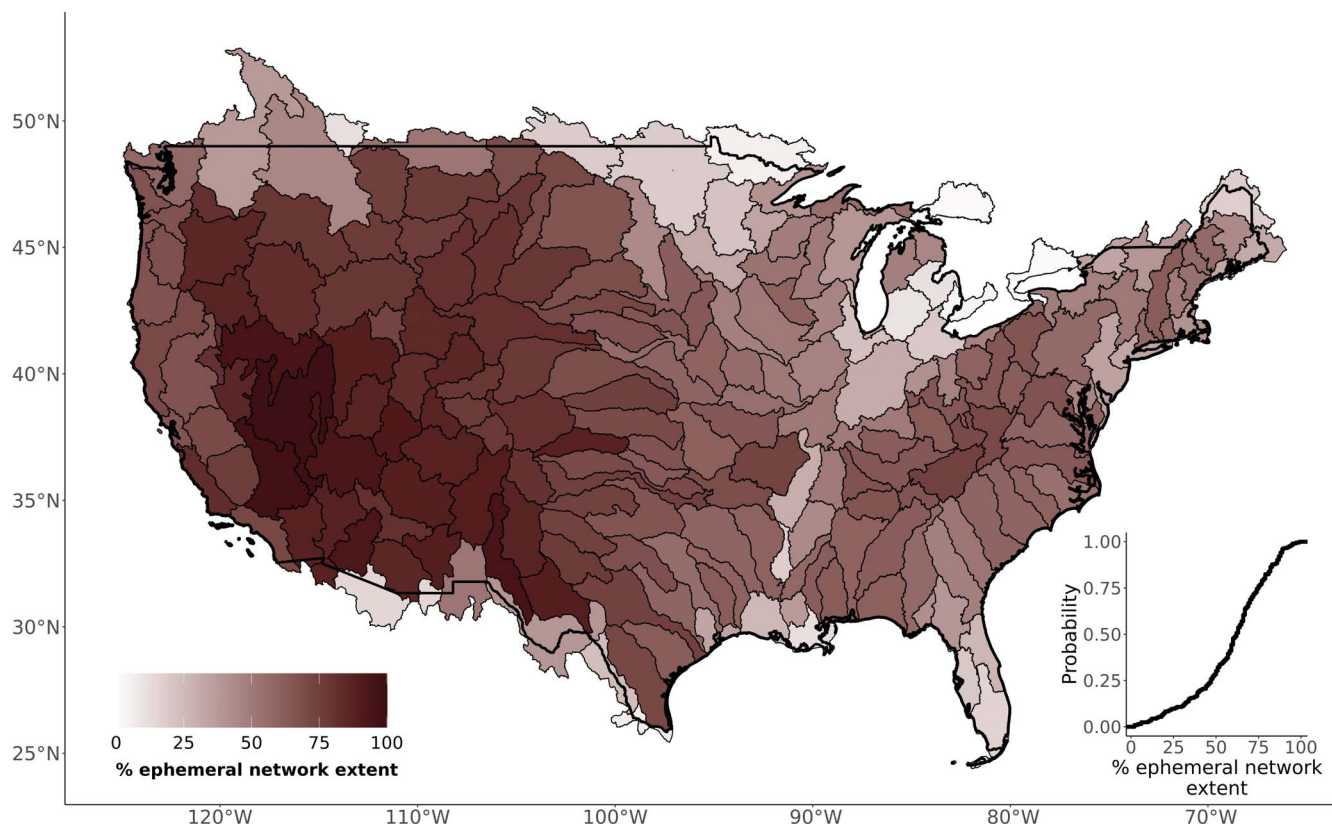 50°N
45°N
40°N
35°N
30°N
25°N
120°W 110°W 100°W 90°W 80°W 70°W
0 25 50 75 100
% ephemeral network extent
Probability
1.00
0.75
0.50
0.25
0.00
0 25 50 75 100
% ephemeral network
extent